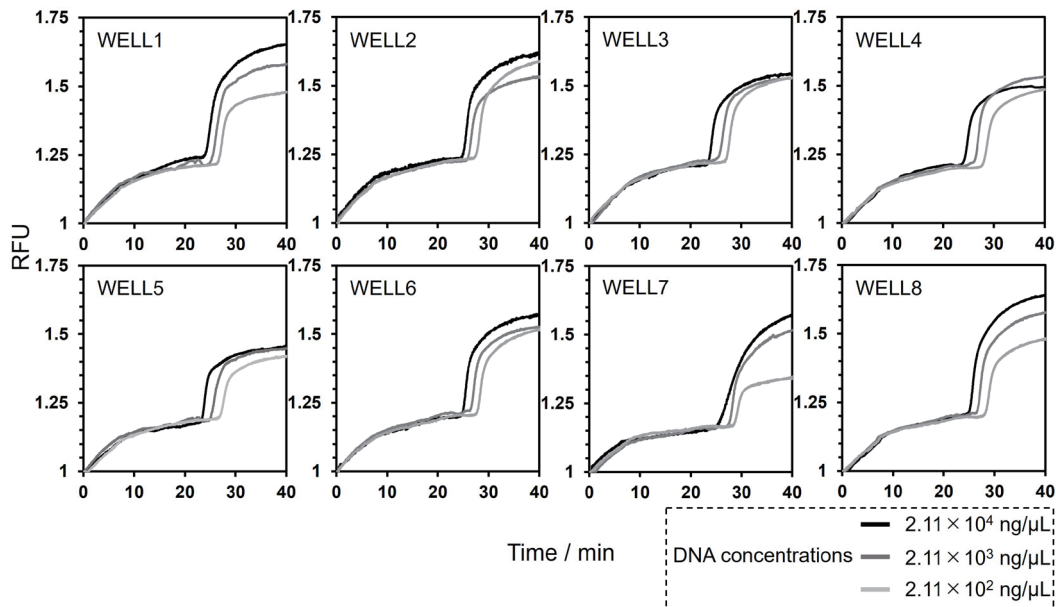 1.75 1.75 1.75 1.75
WELL1 WELL2 WELL3 WELL4
1.5 1.5 1.5 1.5
1.25 1.25 1.25 1.25
1 1 1 1
0 10 20 30 40 0 10 20 30 40 0 10 20 30 40 0 10 20 30 40
RFU
1.75 1.75 1.75 1.75
WELL5 WELL6 WELL7 WELL8
1.5 1.5 1.5 1.5
1.25 1.25 1.25 1.25
1 1 1 1
0 10 20 30 40 0 10 20 30 40 0 10 20 30 40 0 10 20 30 40
Time / min
DNA concentrations
2.11 × 10⁴ ng/µL
2.11 × 10³ ng/µL
2.11 × 10² ng/µL